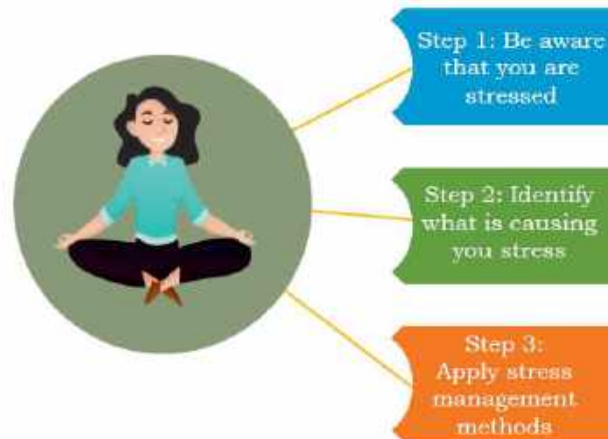 Step 1: Be aware
that you are
stressed
Step 2: Identify
what is causing
you stress
Step 3:
Apply stress
management
methods